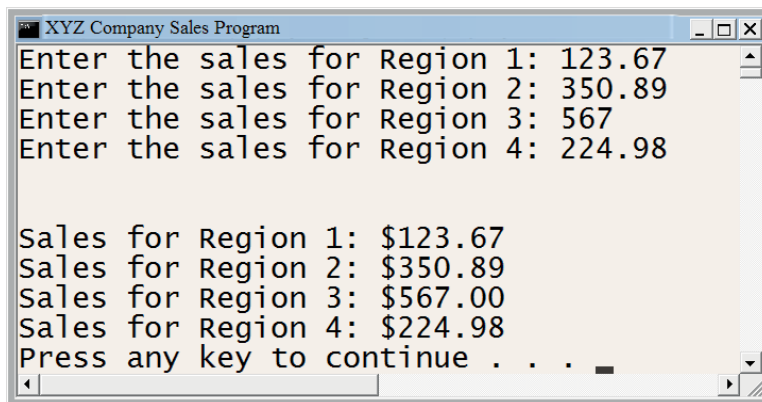 XYZ Company Sales Program
Enter the sales for Region 1: 123.67
Enter the sales for Region 2: 350.89
Enter the sales for Region 3: 567
Enter the sales for Region 4: 224.98
Sales for Region 1: $123.67
Sales for Region 2: $350.89
Sales for Region 3: $567.00
Sales for Region 4: $224.98
Press any key to continue . . . _